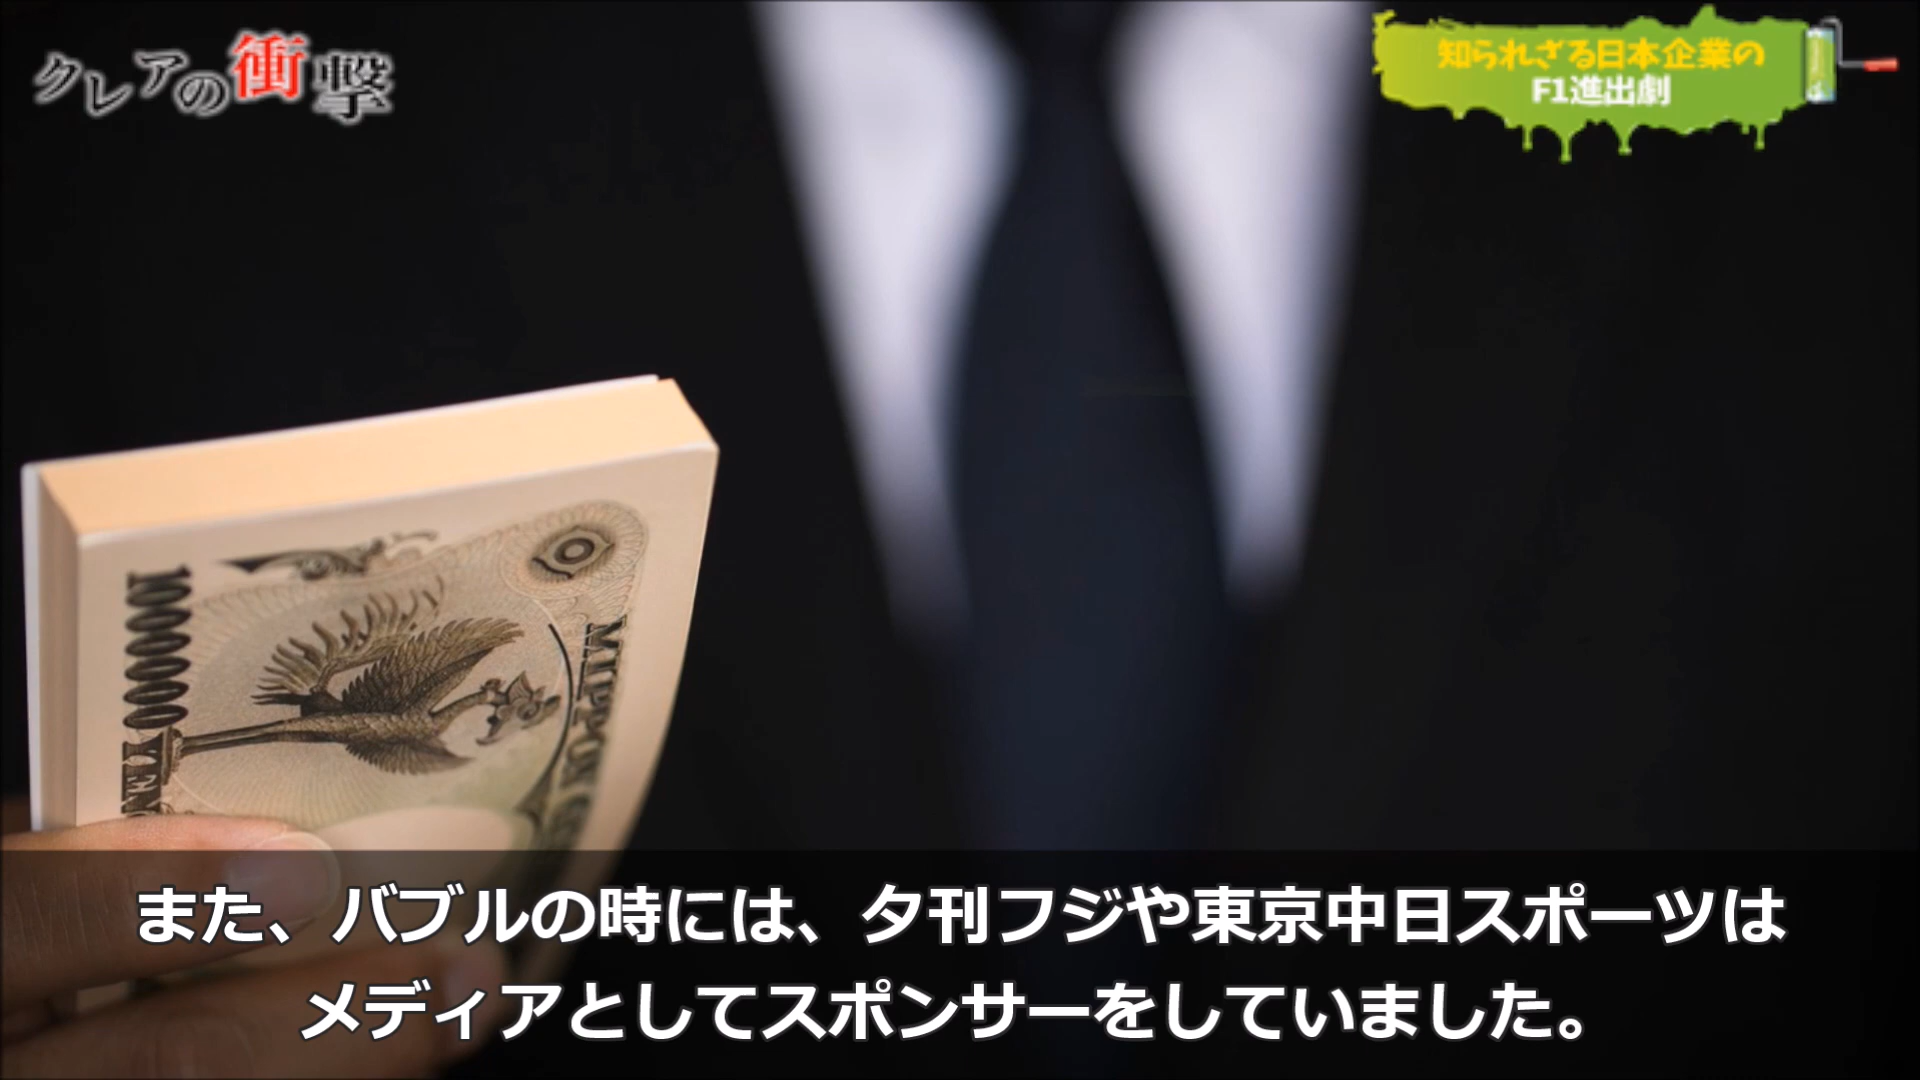 クレアの衝撃
知られざる日本企業の
F1進出劇
10000 YEN
NIPPON
また、バブルの時には、夕刊フジや東京中日スポーツは
メディアとしてスポンサーをしていました。